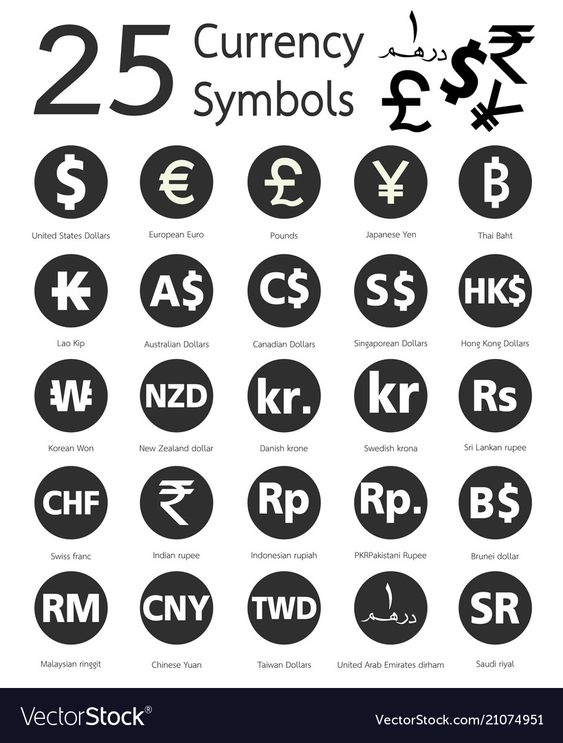 25 Currency
Symbols
١ درهم $ ₹ £ ¥
$ € £ ¥ ฿
United States Dollars European Euro Pounds Japanese Yen Thai Baht
₭ A$ C$ S$ HK$
Lao Kip Australian Dollars Canadian Dollars Singaporean Dollars Hong Kong Dollars
₩ NZD kr. kr Rs
Korean Won New Zealand dollar Danish krone Swedish krona Sri Lankan rupee
CHF ₹ Rp Rp. B$
Swiss franc Indian rupee Indonesian rupiah PKRPakistani Rupee Brunei dollar
RM CNY TWD ١ درهم SR
Malaysian ringgit Chinese Yuan Taiwan Dollars United Arab Emirates dirham Saudi riyal
VectorStock® VectorStock.com/21074951